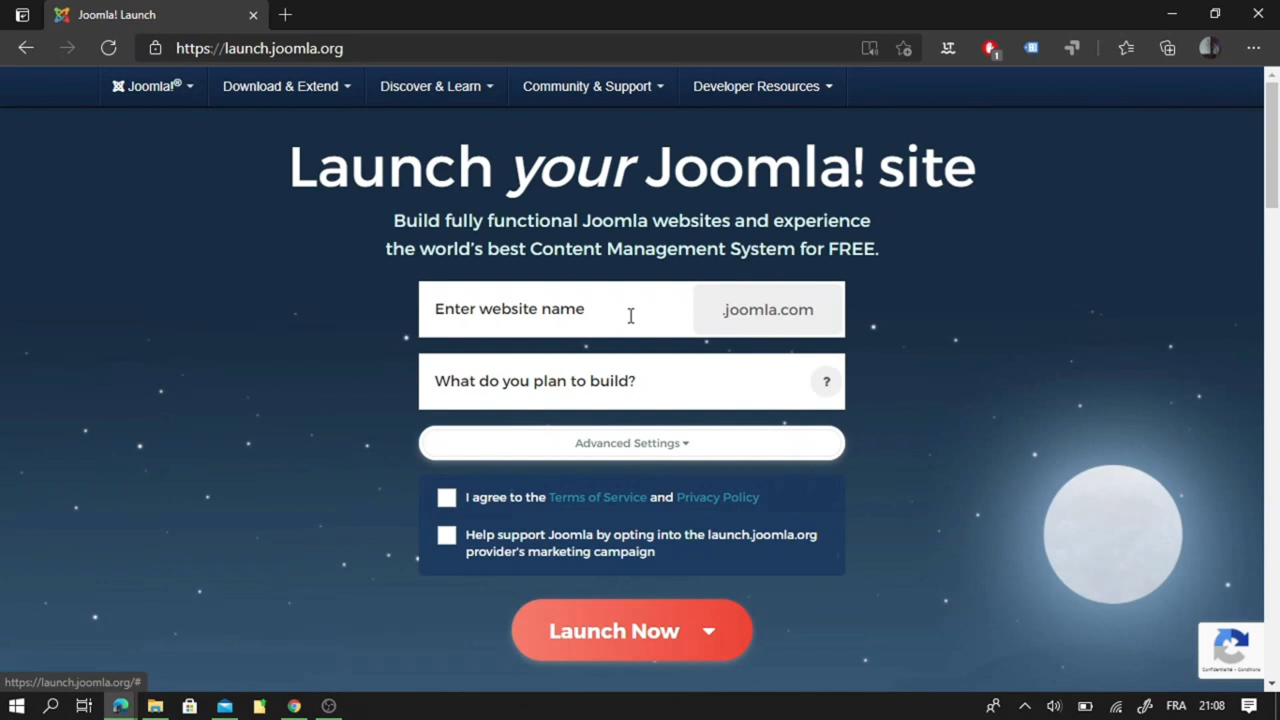 Joomla! Launch
https://launch.joomla.org
1
Joomla!® Download & Extend Discover & Learn Community & Support Developer Resources
Launch your Joomla! site
Build fully functional Joomla websites and experience
the world's best Content Management System for FREE.
Enter website name .joomla.com
What do you plan to build? ?
Advanced Settings
I agree to the Terms of Service and Privacy Policy
Help support Joomla by opting into the launch.joomla.org
provider's marketing campaign
Launch Now
Confidentialité - Conditions
https://launch.joomla.org/#
FRA 21:08